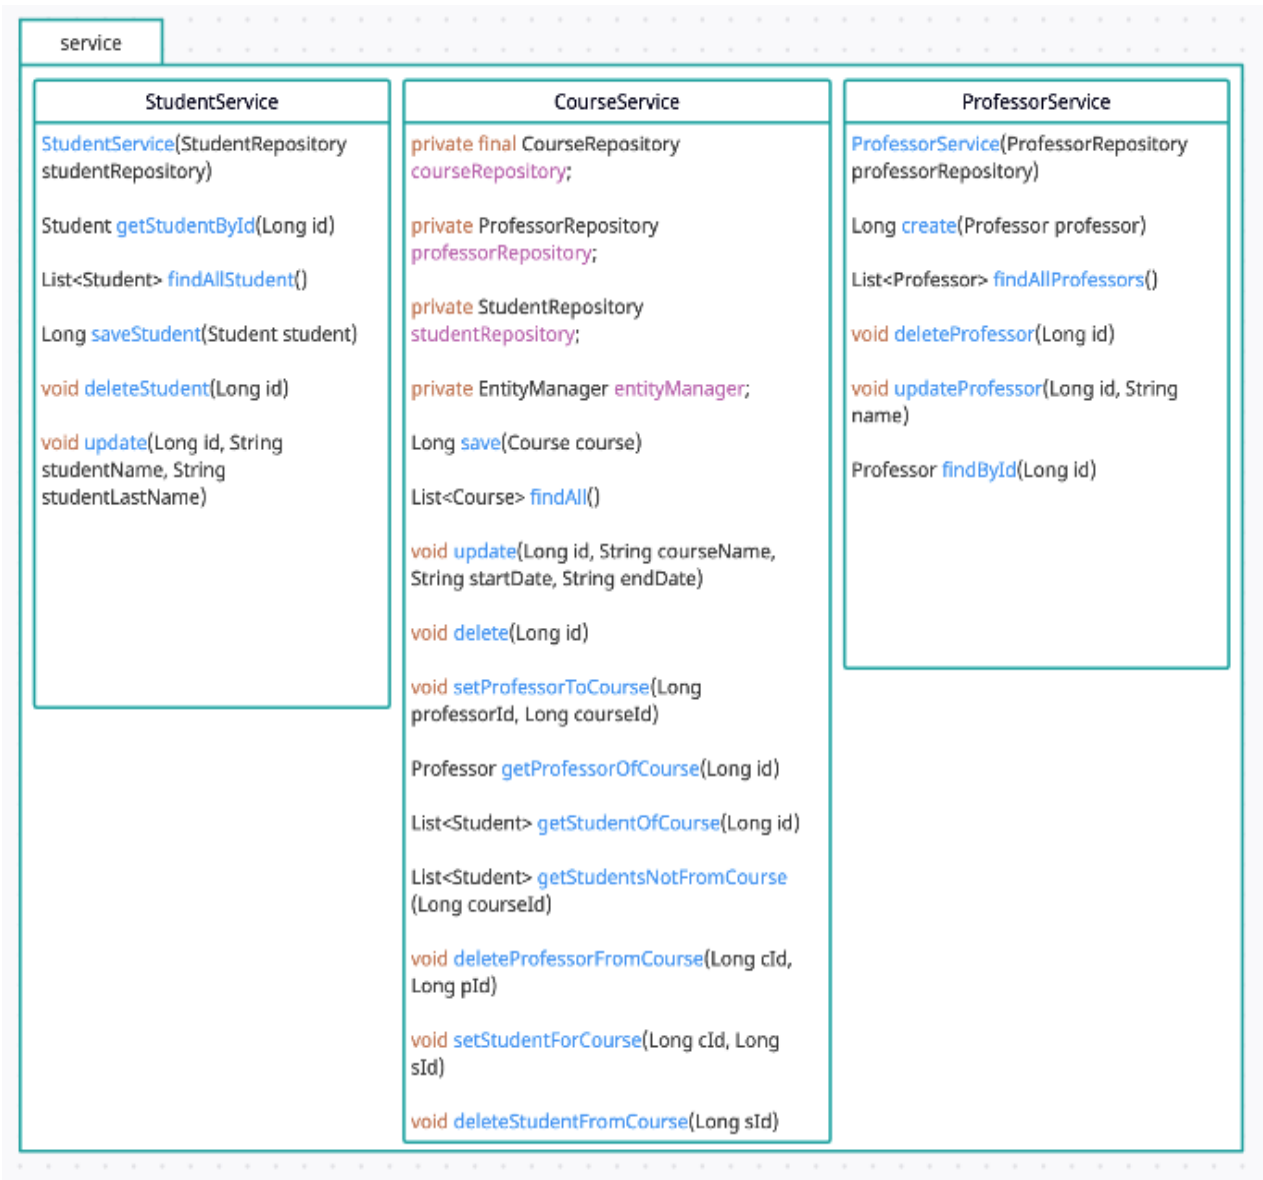 service
StudentService
StudentService(StudentRepository
studentRepository)
Student getStudentById(Long id)
List<Student> findAllStudent()
Long saveStudent(Student student)
void deleteStudent(Long id)
void update(Long id, String
studentName, String
studentLastName)
CourseService
private final CourseRepository
courseRepository;
private ProfessorRepository
professorRepository;
private StudentRepository
studentRepository;
private EntityManager entityManager;
Long save(Course course)
List<Course> findAll()
void update(Long id, String courseName,
String startDate, String endDate)
void delete(Long id)
void setProfessorToCourse(Long
professorId, Long courseId)
Professor getProfessorOfCourse(Long id)
List<Student> getStudentOfCourse(Long id)
List<Student> getStudentsNotFromCourse
(Long courseId)
void deleteProfessorFromCourse(Long cId,
Long pId)
void setStudentForCourse(Long cId, Long
sId)
void deleteStudentFromCourse(Long sId)
ProfessorService
ProfessorService(ProfessorRepository
professorRepository)
Long create(Professor professor)
List<Professor> findAllProfessors()
void deleteProfessor(Long id)
void updateProfessor(Long id, String
name)
Professor findById(Long id)